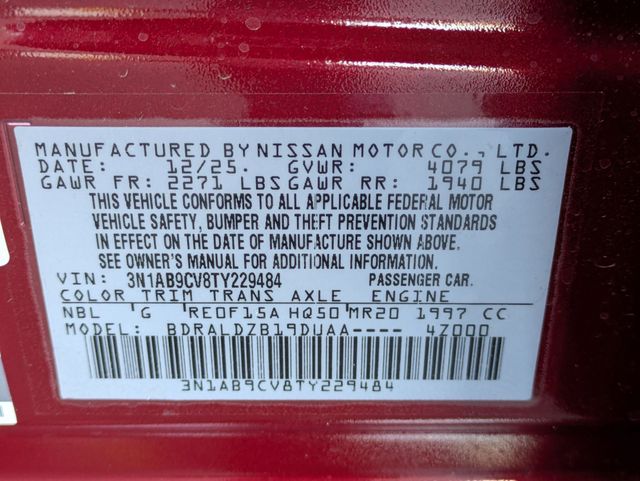 MANUFACTURED BY NISSAN MOTOR CO., LTD.
DATE: 12/25. GVWR: 4079 LBS
GAWR FR: 2271 LBS GAWR RR: 1940 LBS
THIS VEHICLE CONFORMS TO ALL APPLICABLE FEDERAL MOTOR
VEHICLE SAFETY, BUMPER AND THEFT PREVENTION STANDARDS
IN EFFECT ON THE DATE OF MANUFACTURE SHOWN ABOVE.
SEE OWNER'S MANUAL FOR ADDITIONAL INFORMATION.
VIN: 3N1AB9CV8TY229484 PASSENGER CAR.
COLOR TRIM TRANS AXLE ENGINE
NBL G RE0F15A HQ50 MR20 1997 CC
MODEL: BDRALDZB19DUAA---- 4Z000
3N1AB9CV8TY229484